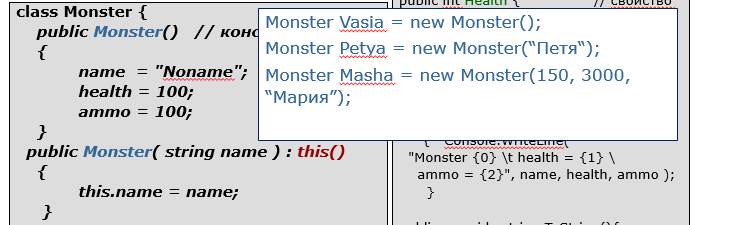 class Monster {
public Monster() // конс
{
name = "Noname";
health = 100;
ammo = 100;
}
public Monster( string name ) : this()
{
this.name = name;
}
Monster Vasia = new Monster();
Monster Petya = new Monster(“Петя“);
Monster Masha = new Monster(150, 3000,
“Мария”);
public int Health { // свойство
{ Console.WriteLine(
"Monster {0} \t health = {1} \
ammo = {2}", name, health, ammo );
}